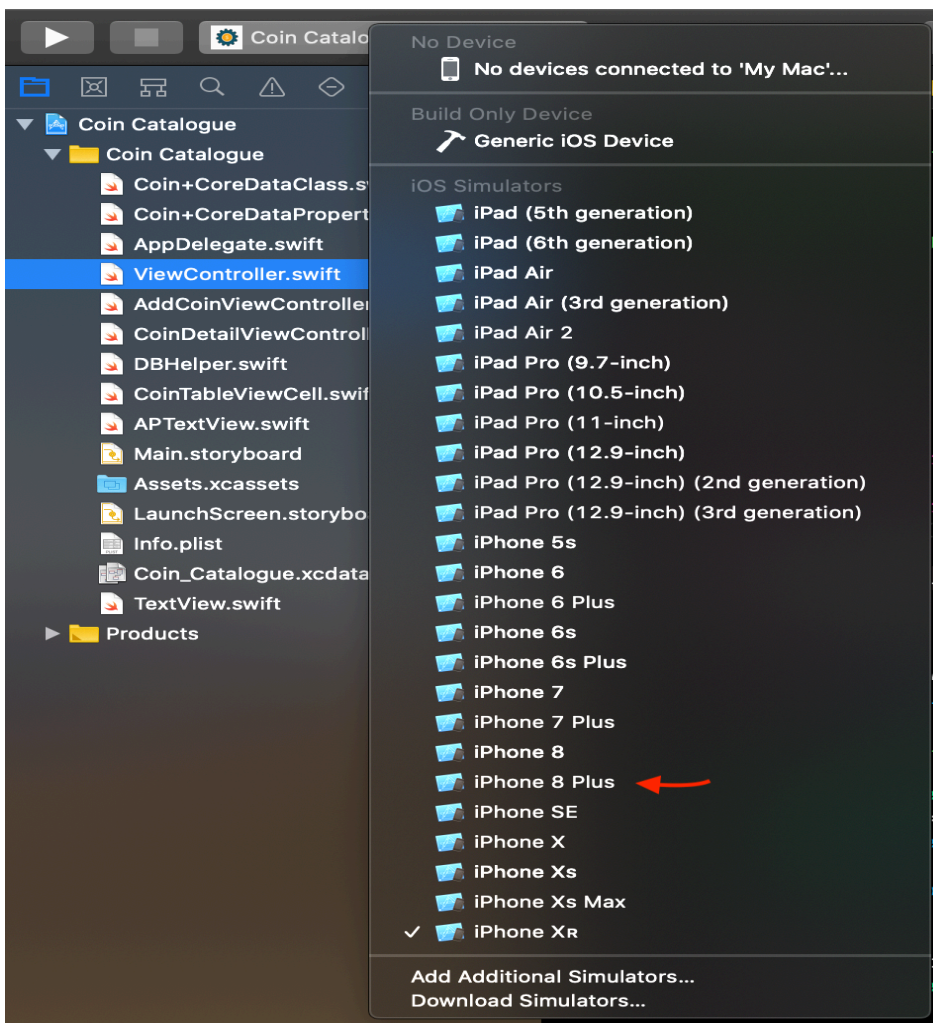 Coin Catalo
Coin Catalogue
Coin Catalogue
Coin+CoreDataClass.s
Coin+CoreDataPropert
AppDelegate.swift
ViewController.swift
AddCoinViewController
CoinDetailViewControl
DBHelper.swift
CoinTableViewCell.swif
APTextView.swift
Main.storyboard
Assets.xcassets
LaunchScreen.storybo
Info.plist
Coin_Catalogue.xcdata
TextView.swift
Products
No Device
No devices connected to 'My Mac'...
Build Only Device
Generic iOS Device
iOS Simulators
iPad (5th generation)
iPad (6th generation)
iPad Air
iPad Air (3rd generation)
iPad Air 2
iPad Pro (9.7-inch)
iPad Pro (10.5-inch)
iPad Pro (11-inch)
iPad Pro (12.9-inch)
iPad Pro (12.9-inch) (2nd generation)
iPad Pro (12.9-inch) (3rd generation)
iPhone 5s
iPhone 6
iPhone 6 Plus
iPhone 6s
iPhone 6s Plus
iPhone 7
iPhone 7 Plus
iPhone 8
iPhone 8 Plus
iPhone SE
iPhone X
iPhone Xs
iPhone Xs Max
iPhone XR
Add Additional Simulators...
Download Simulators...